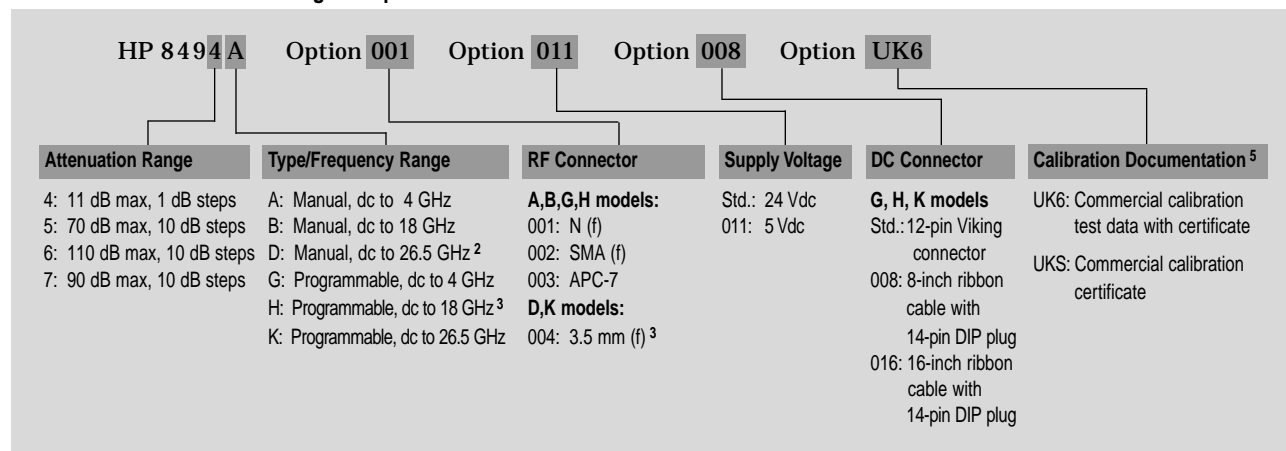 HP 8494A Option 001 Option 011 Option 008 Option UK6
Attenuation Range
4: 11 dB max, 1 dB steps
5: 70 dB max, 10 dB steps
6: 110 dB max, 10 dB steps
7: 90 dB max, 10 dB steps
Type/Frequency Range
A: Manual, dc to 4 GHz
B: Manual, dc to 18 GHz
D: Manual, dc to 26.5 GHz 2
G: Programmable, dc to 4 GHz
H: Programmable, dc to 18 GHz 3
K: Programmable, dc to 26.5 GHz
RF Connector
A,B,G,H models:
001: N (f)
002: SMA (f)
003: APC-7
D,K models:
004: 3.5 mm (f) 3
Supply Voltage
Std.: 24 Vdc
011: 5 Vdc
DC Connector
G, H, K models
Std.: 12-pin Viking
connector
008: 8-inch ribbon
cable with
14-pin DIP plug
016: 16-inch ribbon
cable with
14-pin DIP plug
Calibration Documentation 5
UK6: Commercial calibration
test data with certificate
UKS: Commercial calibration
certificate